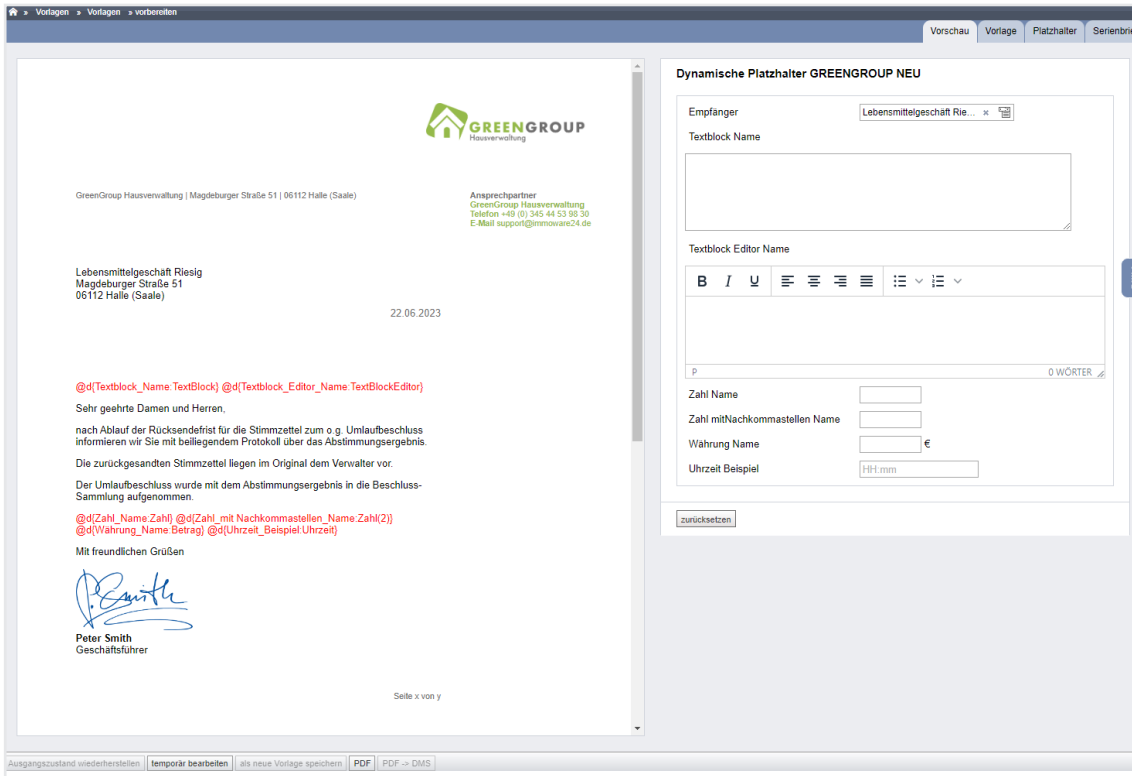 » Vorlagen » Vorlagen » vorbereiten
Vorschau Vorlage Platzhalter Serienbrie
GREENGROUP
Hausverwaltung
GreenGroup Hausverwaltung | Magdeburger Straße 51 | 06112 Halle (Saale)
Ansprechpartner
GreenGroup Hausverwaltung
Telefon +49 (0) 345 44 53 98 30
E-Mail support@immoware24.de
Lebensmittelgeschäft Riesig
Magdeburger Straße 51
06112 Halle (Saale)
22.06.2023
@d{Textblock_Name:TextBlock} @d{Textblock_Editor_Name:TextBlockEditor}
Sehr geehrte Damen und Herren,
nach Ablauf der Rücksendefrist für die Stimmzettel zum o.g. Umlaufbeschluss
informieren wir Sie mit beiliegendem Protokoll über das Abstimmungsergebnis.
Die zurückgesandten Stimmzettel liegen im Original dem Verwalter vor.
Der Umlaufbeschluss wurde mit dem Abstimmungsergebnis in die Beschluss-
Sammlung aufgenommen.
@d{Zahl_Name:Zahl} @d{Zahl_mit Nachkommastellen_Name:Zahl(2)}
@d{Währung_Name:Betrag} @d{Uhrzeit_Beispiel:Uhrzeit}
Mit freundlichen Grüßen
P. Smith
Peter Smith
Geschäftsführer
Seite x von y
Dynamische Platzhalter GREENGROUP NEU
Empfänger Lebensmittelgeschäft Rie... ×
Textblock Name
Textblock Editor Name
B I U
P 0 WÖRTER
Zahl Name
Zahl mitNachkommastellen Name
Währung Name €
Uhrzeit Beispiel HH:mm
zurücksetzen
Ausgangszustand wiederherstellen temporär bearbeiten als neue Vorlage speichern PDF PDF -> DMS